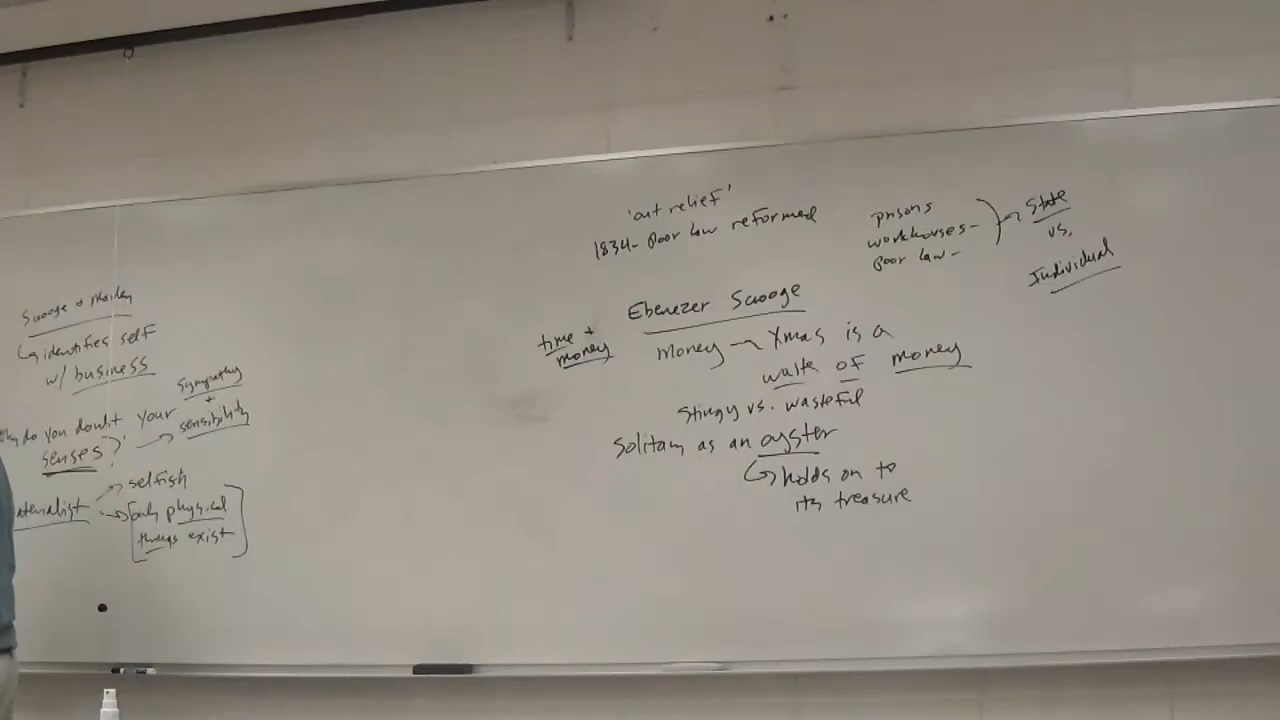 Scrooge + Marley
↳ identifies self
w/ business
do you doubt your
senses?' → sympathy
+
sensibility
→ selfish
→ [only physical
things exist]
'out relief'
1834 - Poor Law reformed
prisons
workhouses -
Poor law -
State
vs.
Individual
Ebenezer Scrooge
time +
money
Money → Xmas is a
waste of money
Stingy vs. wasteful
Solitary as an oyster
↳ holds on to
its treasure